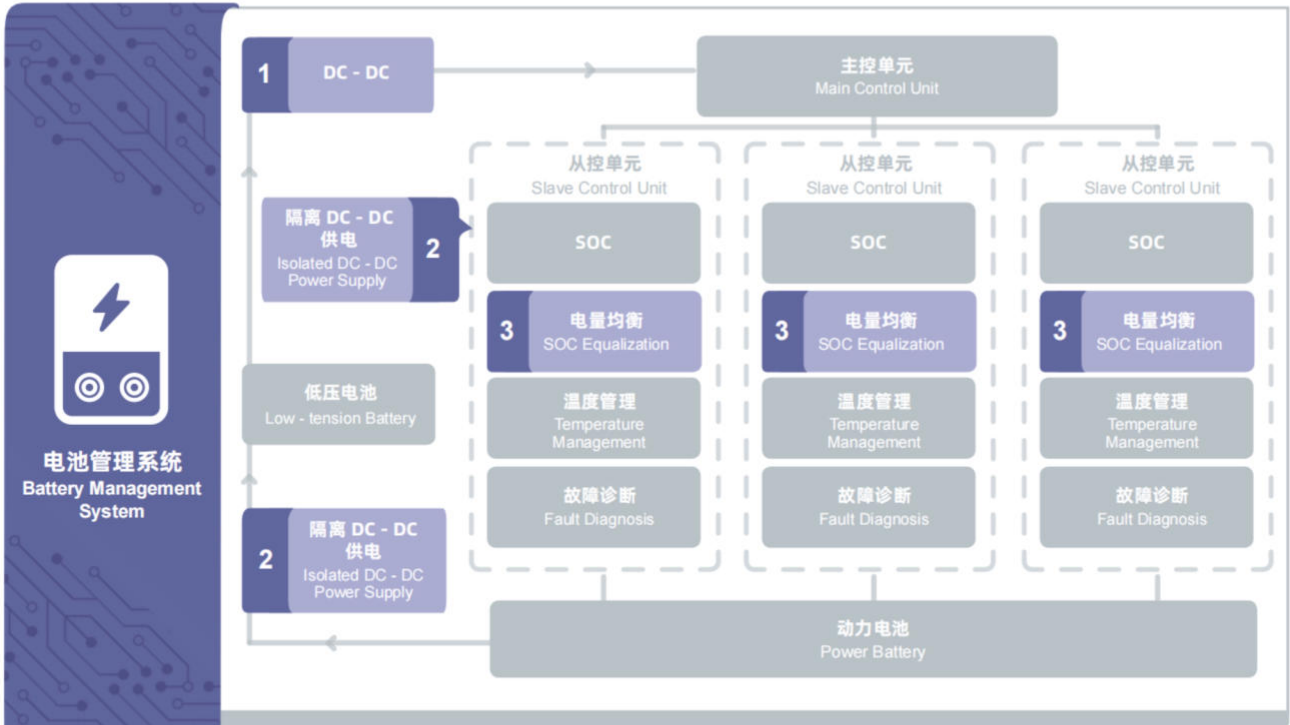 电池管理系统
Battery Management
System
1
DC - DC
主控单元
Main Control Unit
隔离 DC - DC
供电
Isolated DC - DC
Power Supply
2
低压电池
Low - tension Battery
2
隔离 DC - DC
供电
Isolated DC - DC
Power Supply
从控单元
Slave Control Unit
SOC
3
电量均衡
SOC Equalization
温度管理
Temperature
Management
故障诊断
Fault Diagnosis
从控单元
Slave Control Unit
SOC
3
电量均衡
SOC Equalization
温度管理
Temperature
Management
故障诊断
Fault Diagnosis
从控单元
Slave Control Unit
SOC
3
电量均衡
SOC Equalization
温度管理
Temperature
Management
故障诊断
Fault Diagnosis
动力电池
Power Battery